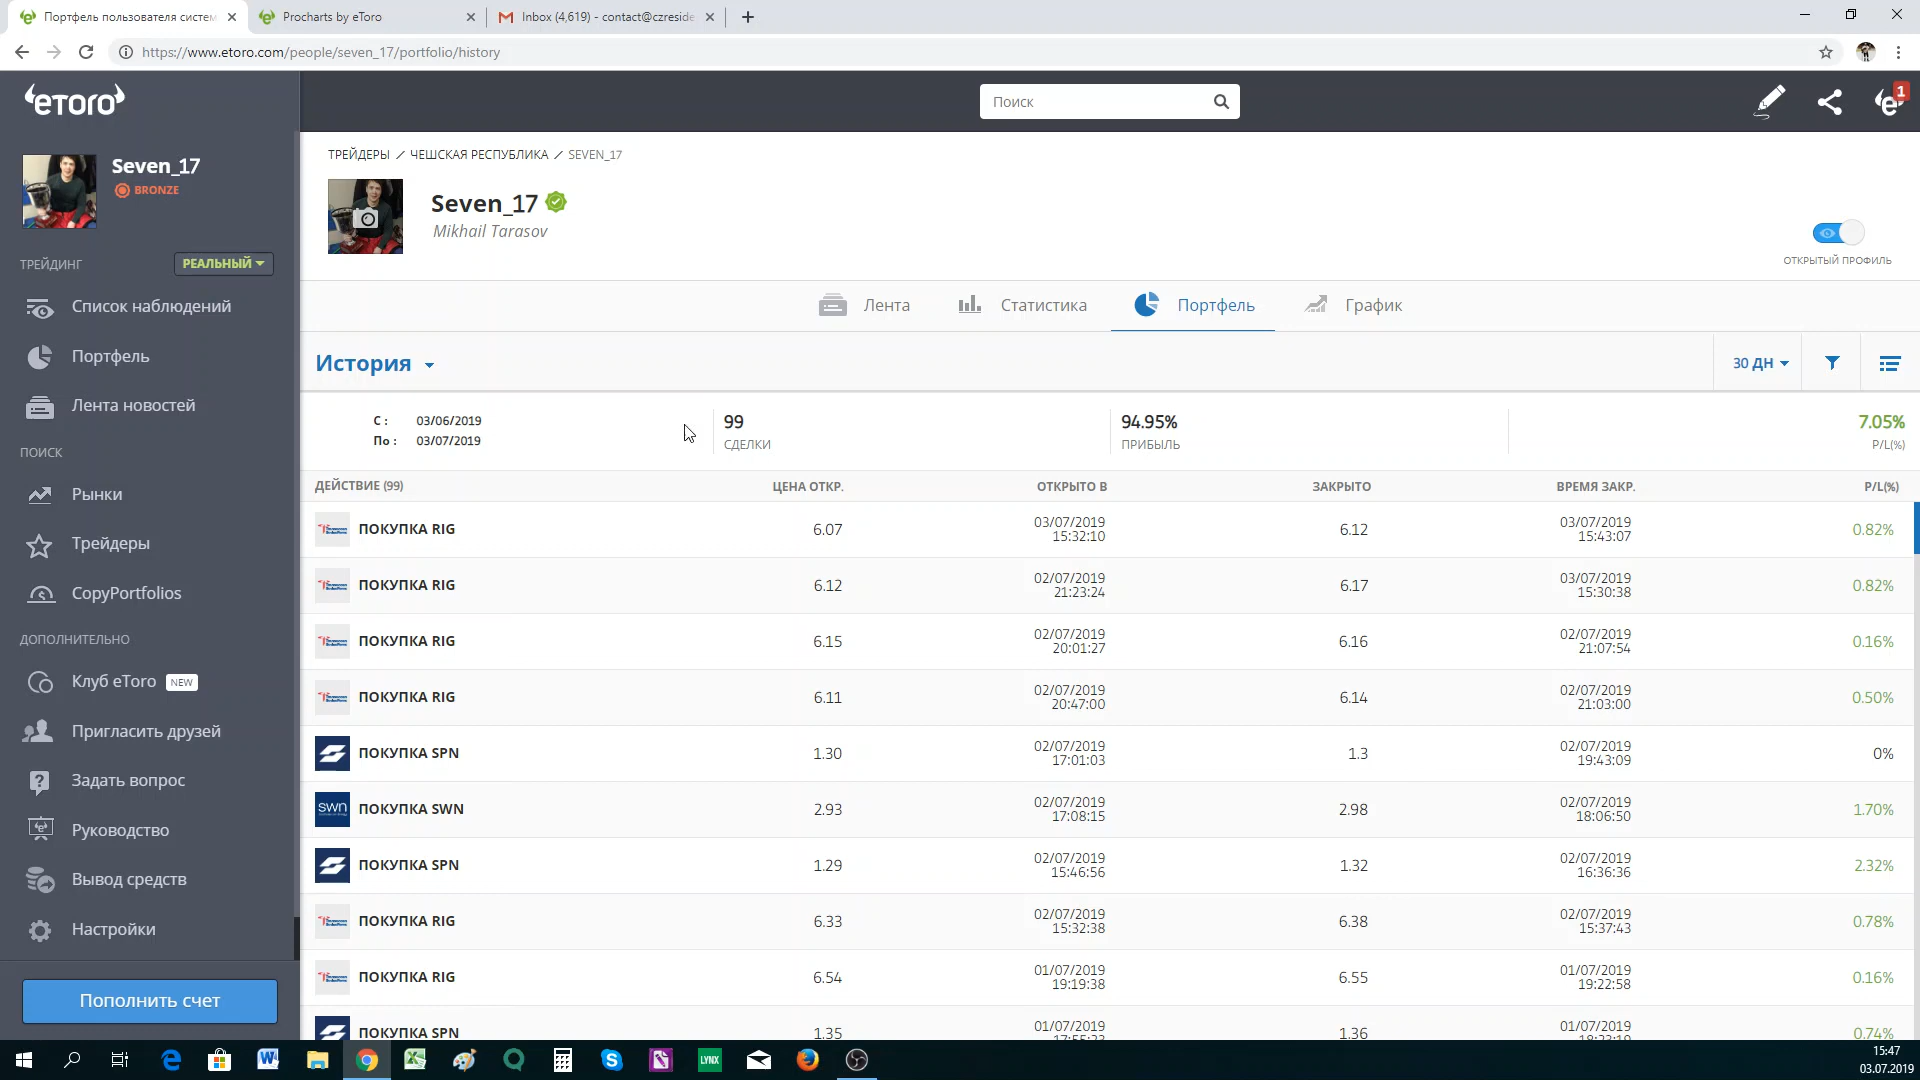 Портфель пользователя систем
Procharts by eToro
Inbox (4,619) - contact@czreside
https://www.etoro.com/people/seven_17/portfolio/history
eToro
Поиск
1
Seven_17
BRONZE
ТРЕЙДИНГ
РЕАЛЬНЫЙ
Список наблюдений
Портфель
Лента новостей
ПОИСК
Рынки
Трейдеры
CopyPortfolios
ДОПОЛНИТЕЛЬНО
Клуб eToro NEW
Пригласить друзей
Задать вопрос
Руководство
Вывод средств
Настройки
Пополнить счет
ТРЕЙДЕРЫ / ЧЕШСКАЯ РЕСПУБЛИКА / SEVEN_17
Seven_17
Mikhail Tarasov
ОТКРЫТЫЙ ПРОФИЛЬ
Лента
Статистика
Портфель
График
История
30 ДН
С : 03/06/2019
По : 03/07/2019
99
СДЕЛКИ
94.95%
ПРИБЫЛЬ
7.05%
P/L(%)
ДЕЙСТВИЕ (99) ЦЕНА ОТКР. ОТКРЫТО В ЗАКРЫТО ВРЕМЯ ЗАКР. P/L(%)
ПОКУПКА RIG 6.07 03/07/2019 15:32:10 6.12 03/07/2019 15:43:07 0.82%
ПОКУПКА RIG 6.12 02/07/2019 21:23:24 6.17 03/07/2019 15:30:38 0.82%
ПОКУПКА RIG 6.15 02/07/2019 20:01:27 6.16 02/07/2019 21:07:54 0.16%
ПОКУПКА RIG 6.11 02/07/2019 20:47:00 6.14 02/07/2019 21:03:00 0.50%
ПОКУПКА SPN 1.30 02/07/2019 17:01:03 1.3 02/07/2019 19:43:09 0%
swn ПОКУПКА SWN 2.93 02/07/2019 17:08:15 2.98 02/07/2019 18:06:50 1.70%
ПОКУПКА SPN 1.29 02/07/2019 15:46:56 1.32 02/07/2019 16:36:36 2.32%
ПОКУПКА RIG 6.33 02/07/2019 15:32:38 6.38 02/07/2019 15:37:43 0.78%
ПОКУПКА RIG 6.54 01/07/2019 19:19:38 6.55 01/07/2019 19:22:58 0.16%
ПОКУПКА SPN 1.35 01/07/2019 1.36 01/07/2019 0.74%
LYNX
15:47
03.07.2019